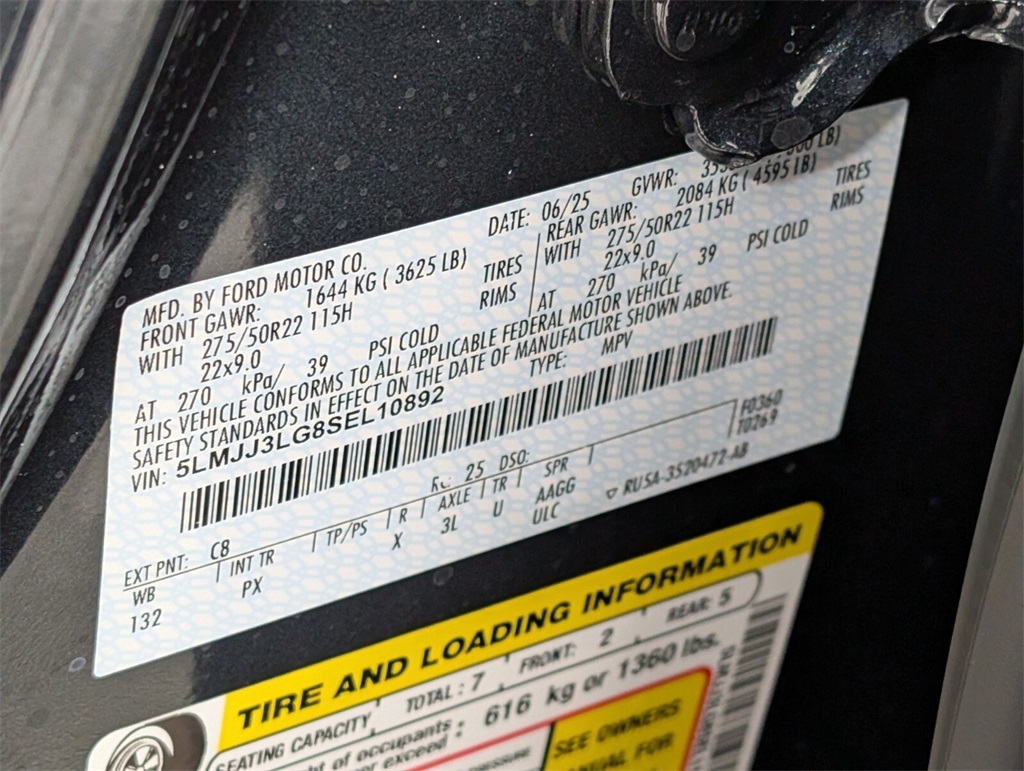 MFD. BY FORD MOTOR CO. DATE: 06/25 GVWR:
FRONT GAWR: 1644 KG ( 3625 LB) REAR GAWR: 2084 KG ( 4595 LB)
WITH 275/50R22 115H TIRES WITH 275/50R22 115H TIRES
22x9.0 RIMS 22x9.0 RIMS
AT 270 kPa/ 39 PSI COLD AT 270 kPa/ 39 PSI COLD
THIS VEHICLE CONFORMS TO ALL APPLICABLE FEDERAL MOTOR VEHICLE
SAFETY STANDARDS IN EFFECT ON THE DATE OF MANUFACTURE SHOWN ABOVE.
VIN: 5LMJJ3LG8SEL10892 TYPE: MPV
F0360
T0269
EXT PNT: C8 RC: 25 DSO:
WB INT TR TP/PS R AXLE TR SPR
132 PX X 3L U AAGG
ULC RUSA-3520472-AB
TIRE AND LOADING INFORMATION
SEATING CAPACITY, TOTAL: 7 , FRONT: 2 , REAR: 5
of occupants
exceed : 616 kg or 1360 lbs.
SEE OWNERS
FOR